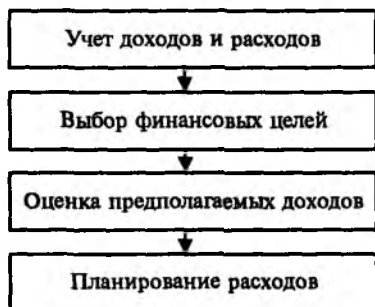 Учет доходов и расходов
Выбор финансовых целей
Оценка предполагаемых доходов
Планирование расходов